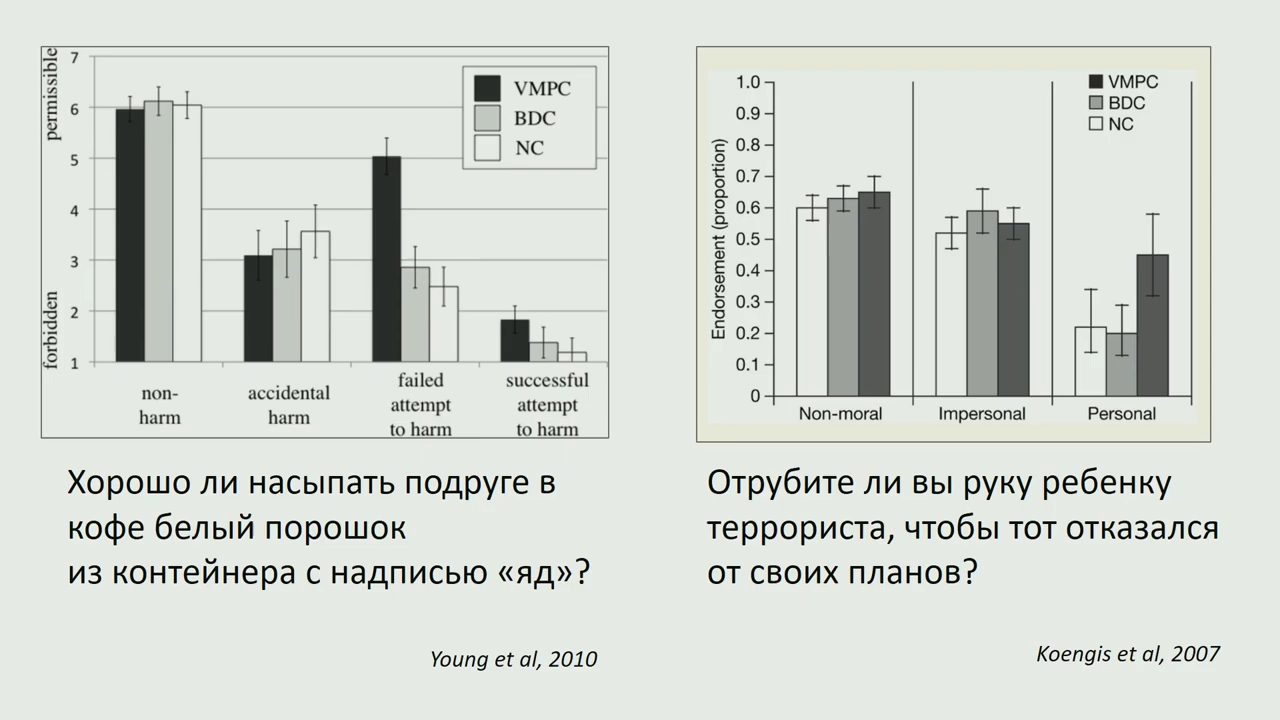 permissible
forbidden
7
6
5
4
3
2
1
VMPC
BDC
NC
non-
harm
accidental
harm
failed
attempt
to harm
successful
attempt
to harm
Endorsement (proportion)
1.0
0.9
0.8
0.7
0.6
0.5
0.4
0.3
0.2
0.1
0
VMPC
BDC
NC
Non-moral
Impersonal
Personal
Хорошо ли насыпать подруге в
кофе белый порошок
из контейнера с надписью «яд»?
Young et al, 2010
Отрубите ли вы руку ребенку
террориста, чтобы тот отказался
от своих планов?
Koengis et al, 2007